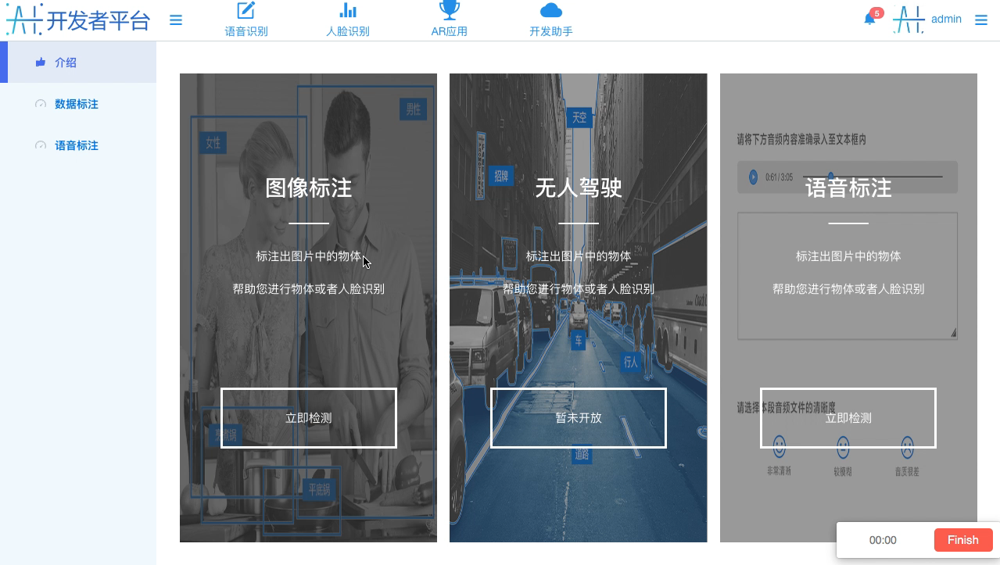 AI开发者平台
语音识别
人脸识别
AR应用
开发助手
5
admin
介绍
数据标注
语音标注
女性
男性
图像标注
标注出图片中的物体
帮助您进行物体或者人脸识别
立即检测
烹煮锅
平底锅
天空
招牌
无人驾驶
标注出图片中的物体
帮助您进行物体或者人脸识别
车
行人
暂未开放
道路
请将下方音频内容准确录入至文本框内
0:61 / 3:05
语音标注
标注出图片中的物体
帮助您进行物体或者人脸识别
请选择本段音频文件的清晰度
立即检测
非常清晰
较模糊
音质很差
00:00
Finish